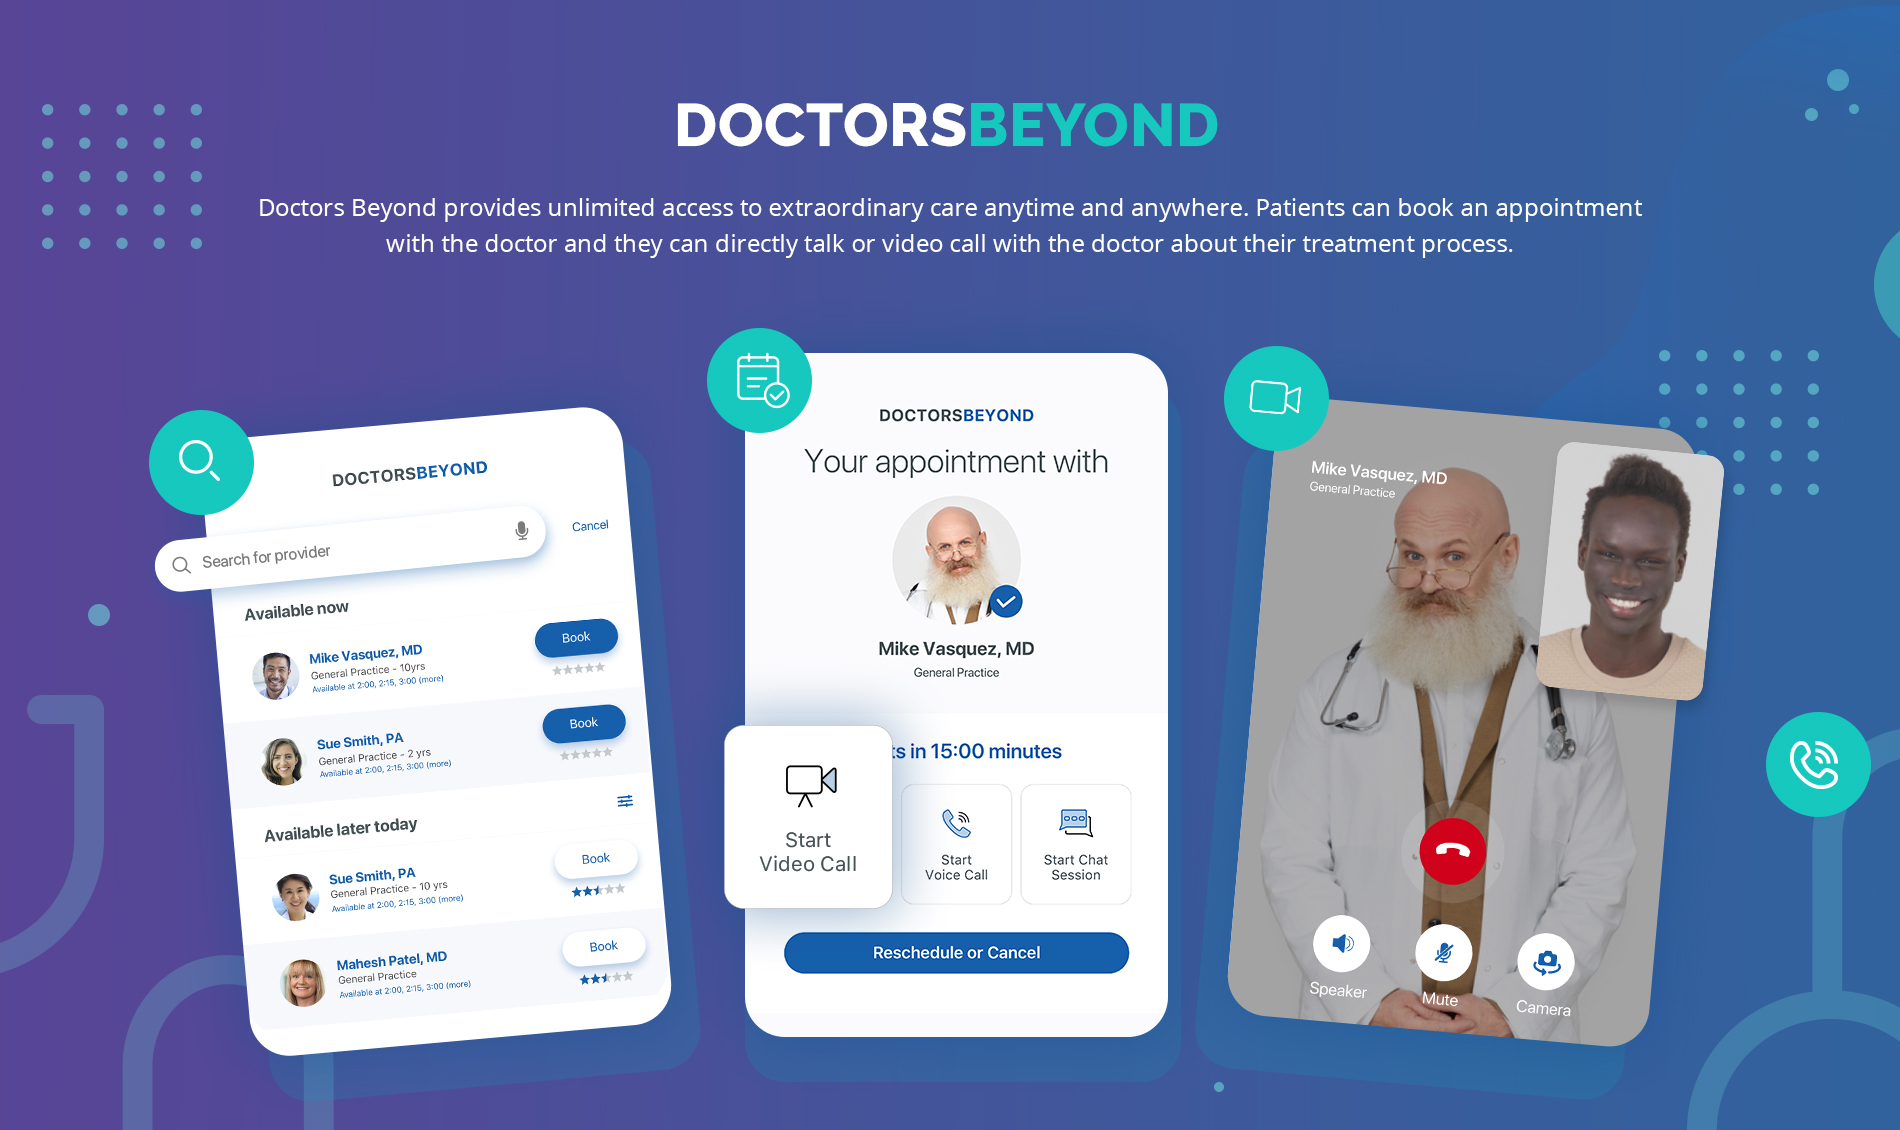 DOCTORSBEYOND
Doctors Beyond provides unlimited access to extraordinary care anytime and anywhere. Patients can book an appointment
with the doctor and they can directly talk or video call with the doctor about their treatment process.
DOCTORSBEYOND
Search for provider
Cancel
Available now
Mike Vasquez, MD
General Practice - 10yrs
Available at 2:00, 2:15, 3:00 (more)
Book
Sue Smith, PA
General Practice - 2 yrs
Available at 2:00, 2:15, 3:00 (more)
Book
Available later today
Sue Smith, PA
General Practice - 10 yrs
Available at 2:00, 2:15, 3:00 (more)
Book
Mahesh Patel, MD
General Practice
Available at 2:00, 2:15, 3:00 (more)
Book
DOCTORSBEYOND
Your appointment with
Mike Vasquez, MD
General Practice
ts in 15:00 minutes
Start
Video Call
Start
Voice Call
Start Chat
Session
Reschedule or Cancel
Mike Vasquez, MD
General Practice
Speaker
Mute
Camera